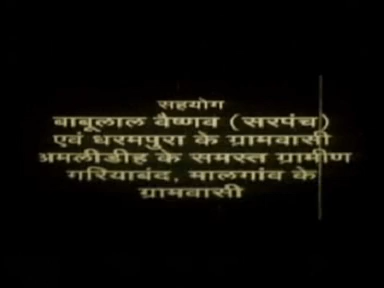 सहयोग
बाबूलाल वैष्णव (सरपंच)
एवं धरमपुरा के ग्रामवासी
अमलीडीह के समस्त ग्रामीण
गरियाबंद, मालगांव के
ग्रामवासी